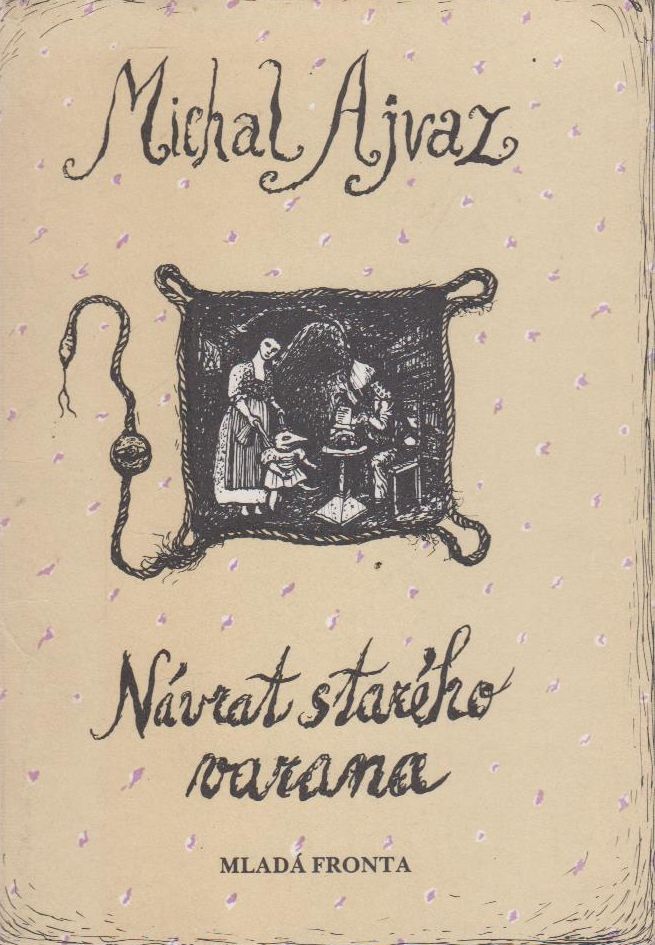 Michal Ajvaz
Návrat starého
varana
MLADÁ FRONTA